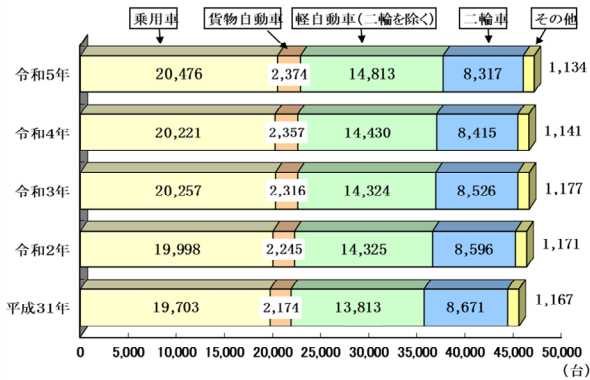 乗用車 貨物自動車 軽自動車(二輪を除く) 二輪車 その他
令和5年 20,476 2,374 14,813 8,317 1,134
令和4年 20,221 2,357 14,430 8,415 1,141
令和3年 20,257 2,316 14,324 8,526 1,177
令和2年 19,998 2,245 14,325 8,596 1,171
平成31年 19,703 2,174 13,813 8,671 1,167
0 5,000 10,000 15,000 20,000 25,000 30,000 35,000 40,000 45,000 50,000
(台)